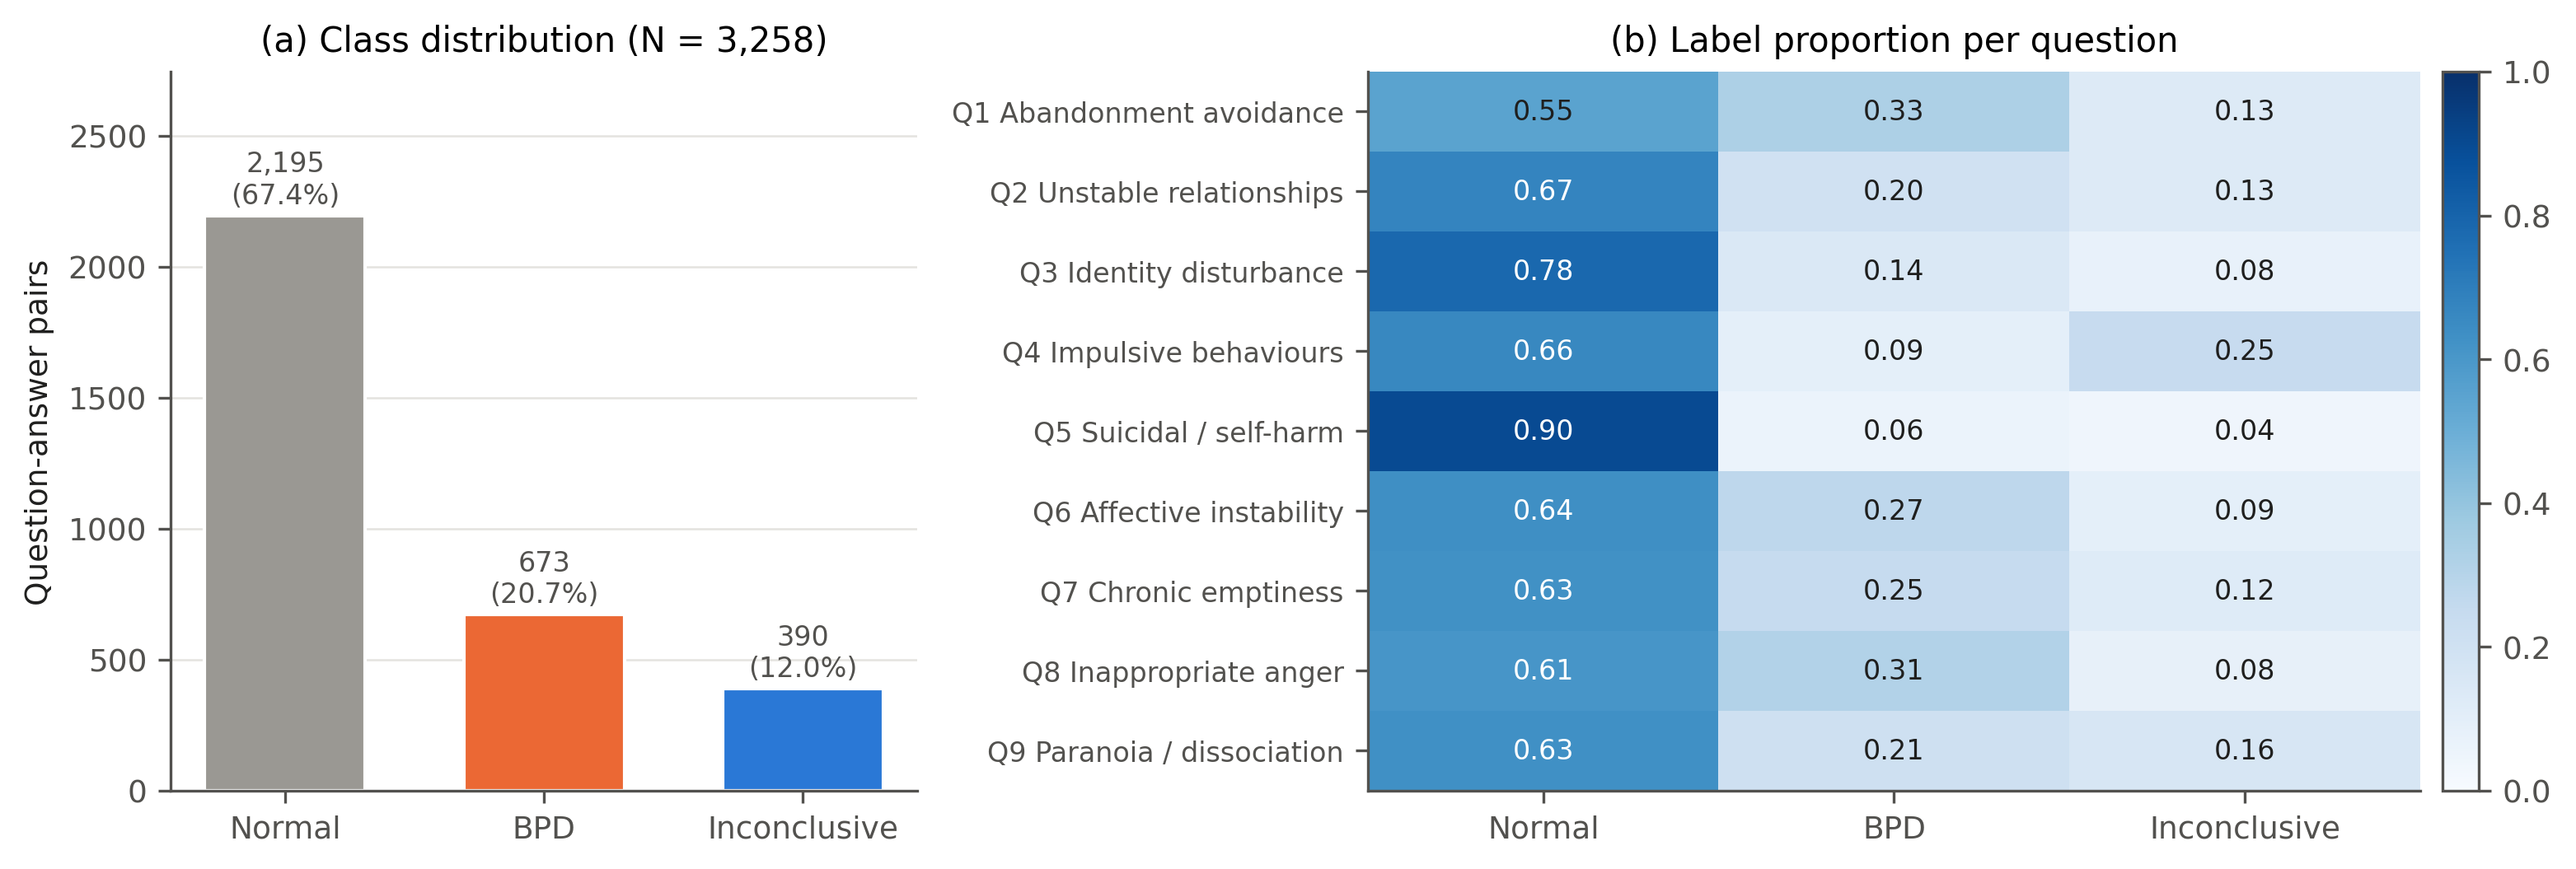 (a) Class distribution (N = 3,258)
Question-answer pairs
2500
2000
1500
1000
500
0
2,195
(67.4%)
673
(20.7%)
390
(12.0%)
Normal BPD Inconclusive
(b) Label proportion per question
Q1 Abandonment avoidance 0.55 0.33 0.13
Q2 Unstable relationships 0.67 0.20 0.13
Q3 Identity disturbance 0.78 0.14 0.08
Q4 Impulsive behaviours 0.66 0.09 0.25
Q5 Suicidal / self-harm 0.90 0.06 0.04
Q6 Affective instability 0.64 0.27 0.09
Q7 Chronic emptiness 0.63 0.25 0.12
Q8 Inappropriate anger 0.61 0.31 0.08
Q9 Paranoia / dissociation 0.63 0.21 0.16
Normal BPD Inconclusive
1.0
0.8
0.6
0.4
0.2
0.0